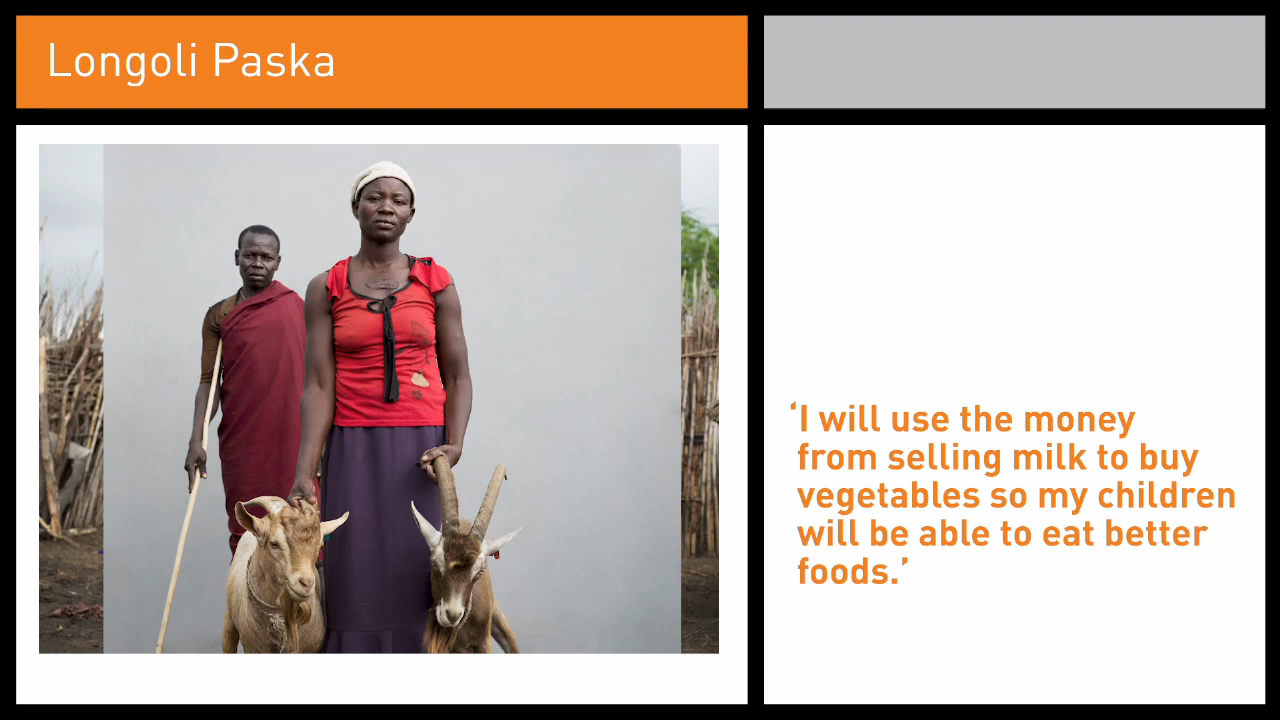 Longoli Paska
‘I will use the money
from selling milk to buy
vegetables so my children
will be able to eat better
foods.’